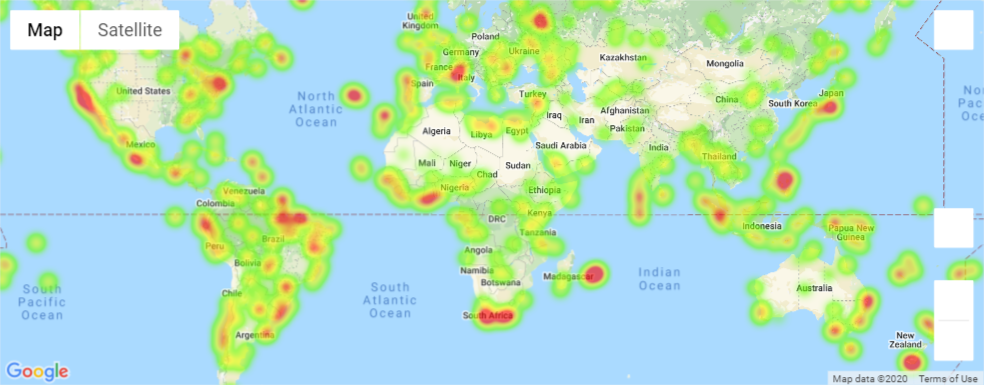 Map
Satellite
United
Kingdom
Poland
Germany
Ukraine
Kazakhstan
Mongolia
France
Italy
Spain
United States
North
Atlantic
Ocean
Turkey
China
South Korea
Japan
North
Pac
Oce
Iraq
Iran
Afghanistan
Pakistan
Algeria
Libya
Egypt
Mexico
Saudi Arabia
India
Thailand
Mali
Niger
Sudan
Chad
Venezuela
Nigeria
Ethiopia
Colombia
DRC
Kenya
Indonesia
Papua New
Guinea
Peru
Brazil
Tanzania
Angola
Bolivia
Namibia
Madagascar
Botswana
Indian
Ocean
South
Pacific
Ocean
Chile
South
Atlantic
Ocean
Australia
South Africa
Argentina
New
Zealand
Google
Map data ©2020
Terms of Use